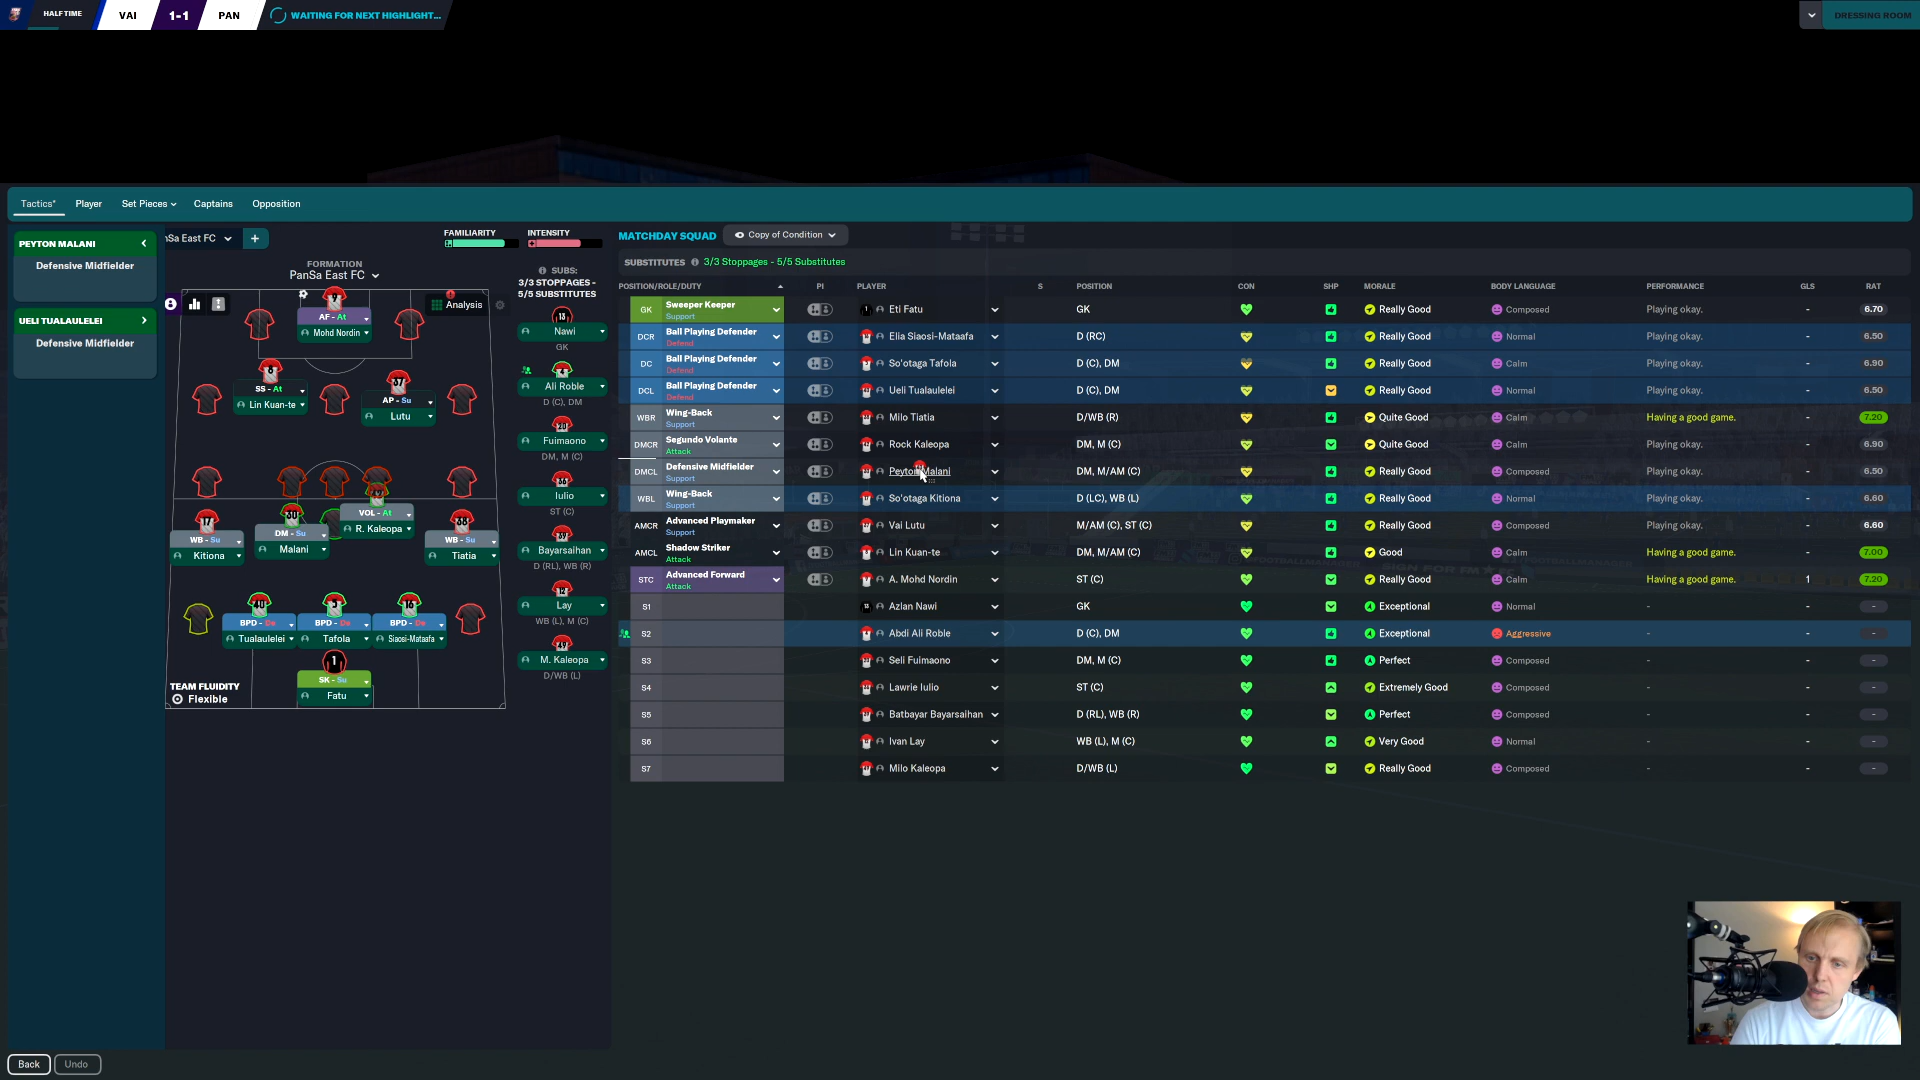 HALF TIME
VAI
1-1
PAN
WAITING FOR NEXT HIGHLIGHT...
DRESSING ROOM
Tactics*
Player
Set Pieces
Captains
Opposition
PEYTON MALANI
Defensive Midfielder
UELI TUALAULELEI
Defensive Midfielder
nSa East FC
FAMILIARITY
INTENSITY
FORMATION
PanSa East FC
Analysis
AF - At
Mohd Nordin
SS - At
Lin Kuan-te
AP - Su
Lutu
VOL - At
R. Kaleopa
WB - Su
Kitiona
DM - Su
Malani
WB - Su
Tiatia
BPD - De
Tualaulelei
BPD - De
Tafola
BPD - De
Siaosi-Mataafa
SK - Su
Fatu
TEAM FLUIDITY
Flexible
SUBS:
3/3 STOPPAGES -
5/5 SUBSTITUTES
Nawi
GK
Ali Roble
D (C), DM
Fuimaono
DM, M (C)
Iulio
ST (C)
Bayarsaihan
D (RL), WB (R)
Lay
WB (L), M (C)
M. Kaleopa
D/WB (L)
MATCHDAY SQUAD
Copy of Condition
SUBSTITUTES 3/3 Stoppages - 5/5 Substitutes
POSITION/ROLE/DUTY PI PLAYER S POSITION CON SHP MORALE BODY LANGUAGE PERFORMANCE GLS RAT
GK Sweeper Keeper Support Eti Fatu GK Really Good Composed Playing okay. - 6.70
DCR Ball Playing Defender Defend Elia Siaosi-Mataafa D (RC) Really Good Normal Playing okay. - 6.50
DC Ball Playing Defender Defend So'otaga Tafola D (C), DM Really Good Calm Playing okay. - 6.90
DCL Ball Playing Defender Defend Ueli Tualaulelei D (C), DM Really Good Normal Playing okay. - 6.50
WBR Wing-Back Support Milo Tiatia D/WB (R) Quite Good Calm Having a good game. - 7.20
DMCR Segundo Volante Attack Rock Kaleopa DM, M (C) Quite Good Calm Playing okay. - 6.90
DMCL Defensive Midfielder Support Peyton Malani DM, M/AM (C) Really Good Composed Playing okay. - 6.50
WBL Wing-Back Support So'otaga Kitiona D (LC), WB (L) Really Good Normal Playing okay. - 6.60
AMCR Advanced Playmaker Support Vai Lutu M/AM (C), ST (C) Really Good Composed Playing okay. - 6.60
AMCL Shadow Striker Attack Lin Kuan-te DM, M/AM (C) Good Calm Having a good game. - 7.00
STC Advanced Forward Attack A. Mohd Nordin ST (C) Really Good Calm Having a good game. 1 7.20
S1 Azlan Nawi GK Exceptional Normal - - -
S2 Abdi Ali Roble D (C), DM Exceptional Aggressive - - -
S3 Seli Fuimaono DM, M (C) Perfect Composed - - -
S4 Lawrie Iulio ST (C) Extremely Good Composed - - -
S5 Batbayar Bayarsaihan D (RL), WB (R) Perfect Composed - - -
S6 Ivan Lay WB (L), M (C) Very Good Normal - - -
S7 Milo Kaleopa D/WB (L) Really Good Composed - - -
Back
Undo